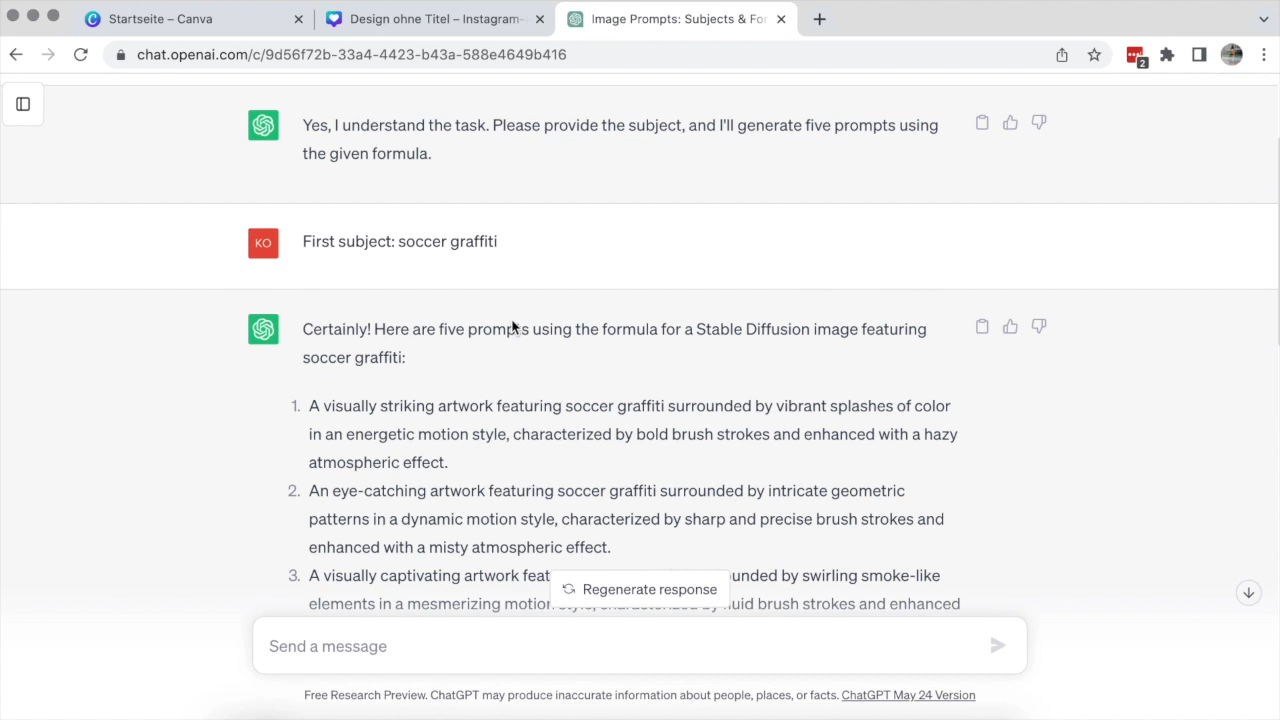 Startseite – Canva
Design ohne Titel – Instagram-
Image Prompts: Subjects & For
chat.openai.com/c/9d56f72b-33a4-4423-b43a-588e4649b416
2
Yes, I understand the task. Please provide the subject, and I'll generate five prompts using
the given formula.
KO
First subject: soccer graffiti
Certainly! Here are five prompts using the formula for a Stable Diffusion image featuring
soccer graffiti:
1. A visually striking artwork featuring soccer graffiti surrounded by vibrant splashes of color
in an energetic motion style, characterized by bold brush strokes and enhanced with a hazy
atmospheric effect.
2. An eye-catching artwork featuring soccer graffiti surrounded by intricate geometric
patterns in a dynamic motion style, characterized by sharp and precise brush strokes and
enhanced with a misty atmospheric effect.
3. A visually captivating artwork by swirling smoke-like
Regenerate response
elements in a mesmerizing motion brush strokes and enhanced
Send a message
Free Research Preview. ChatGPT may produce inaccurate information about people, places, or facts. ChatGPT May 24 Version